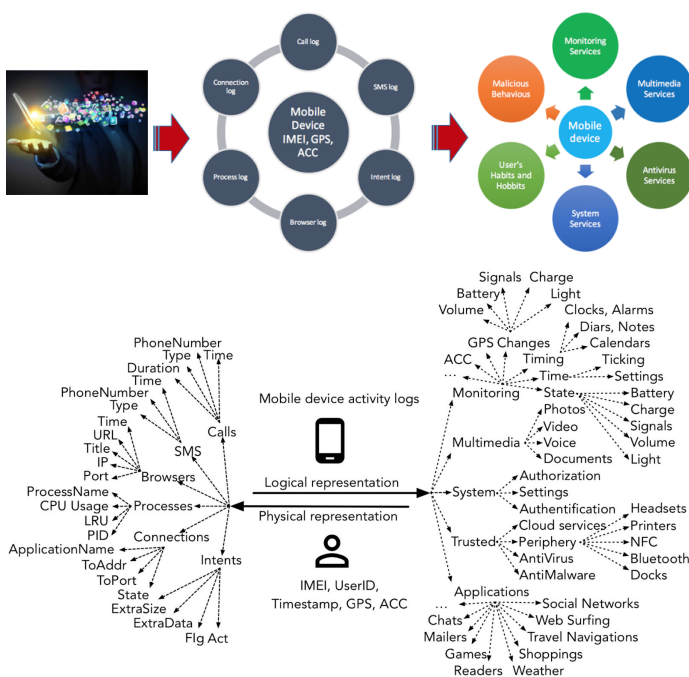 Call log
Connection
log
SMS log
Mobile
Device
IMEI, GPS,
ACC
Process log
Intent log
Browser log
Monitoring
Services
Malicious
Behavious
Multimedia
Services
Mobile
device
User's
Habits and
Hobbits
Antivirus
Services
System
Services
PhoneNumber
Type
Time
Duration
Time
PhoneNumber
Type
Calls
Time
URL
Title
IP
Port
SMS
Browsers
ProcessName
CPU Usage
LRU
PID
Processes
Connections
ApplicationName
ToAddr
ToPort
State
Intents
ExtraSize
ExtraData
Flg Act
Mobile device activity logs
Logical representation
Physical representation
IMEI, UserID,
Timestamp, GPS, ACC
Signals
Charge
Battery
Light
Volume
Clocks, Alarms
Diars, Notes
GPS Changes
Calendars
ACC
Timing
Ticking
...
Time
Settings
Monitoring
State
Battery
Photos
Charge
Video
Signals
Multimedia
Voice
Volume
Documents
Light
Authorization
System
Settings
Authentification
Headsets
Cloud services
Printers
Trusted
Periphery
NFC
AntiVirus
Bluetooth
AntiMalware
Docks
Applications
...
Social Networks
Chats
Web Surfing
Mailers
Travel Navigations
Games
Shoppings
Readers
Weather